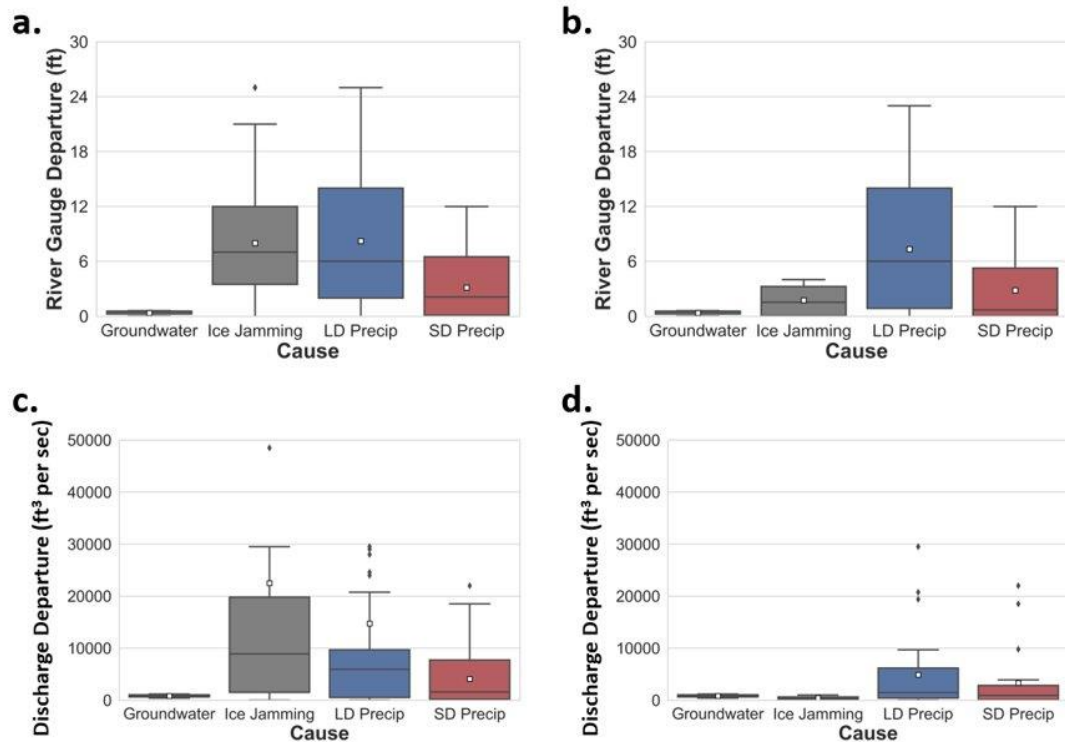 a.
River Gauge Departure (ft)
30
24
18
12
6
0
Groundwater Ice Jamming LD Precip SD Precip
Cause
b.
River Gauge Departure (ft)
30
24
18
12
6
0
Groundwater Ice Jamming LD Precip SD Precip
Cause
c.
Discharge Departure (ft³ per sec)
50000
40000
30000
20000
10000
0
Groundwater Ice Jamming LD Precip SD Precip
Cause
d.
Discharge Departure (ft³ per sec)
50000
40000
30000
20000
10000
0
Groundwater Ice Jamming LD Precip SD Precip
Cause